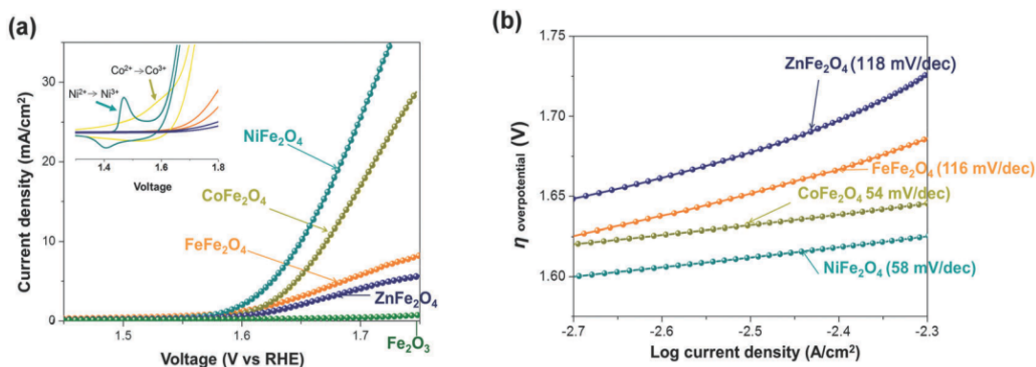 (a)
Current density (mA/cm²)
30
20
10
0
Co²⁺→Co³⁺
Ni²⁺→ Ni³⁺
1.4
1.6
1.8
Voltage
NiFe₂O₄
CoFe₂O₄
FeFe₂O₄
ZnFe₂O₄
Fe₂O₃
1.5
1.6
1.7
Voltage (V vs RHE)
(b)
η overpotential (V)
1.75
1.70
1.65
1.60
ZnFe₂O₄ (118 mV/dec)
FeFe₂O₄ (116 mV/dec)
CoFe₂O₄ 54 mV/dec)
NiFe₂O₄ (58 mV/dec)
-2.7
-2.6
-2.5
-2.4
-2.3
Log current density (A/cm²)